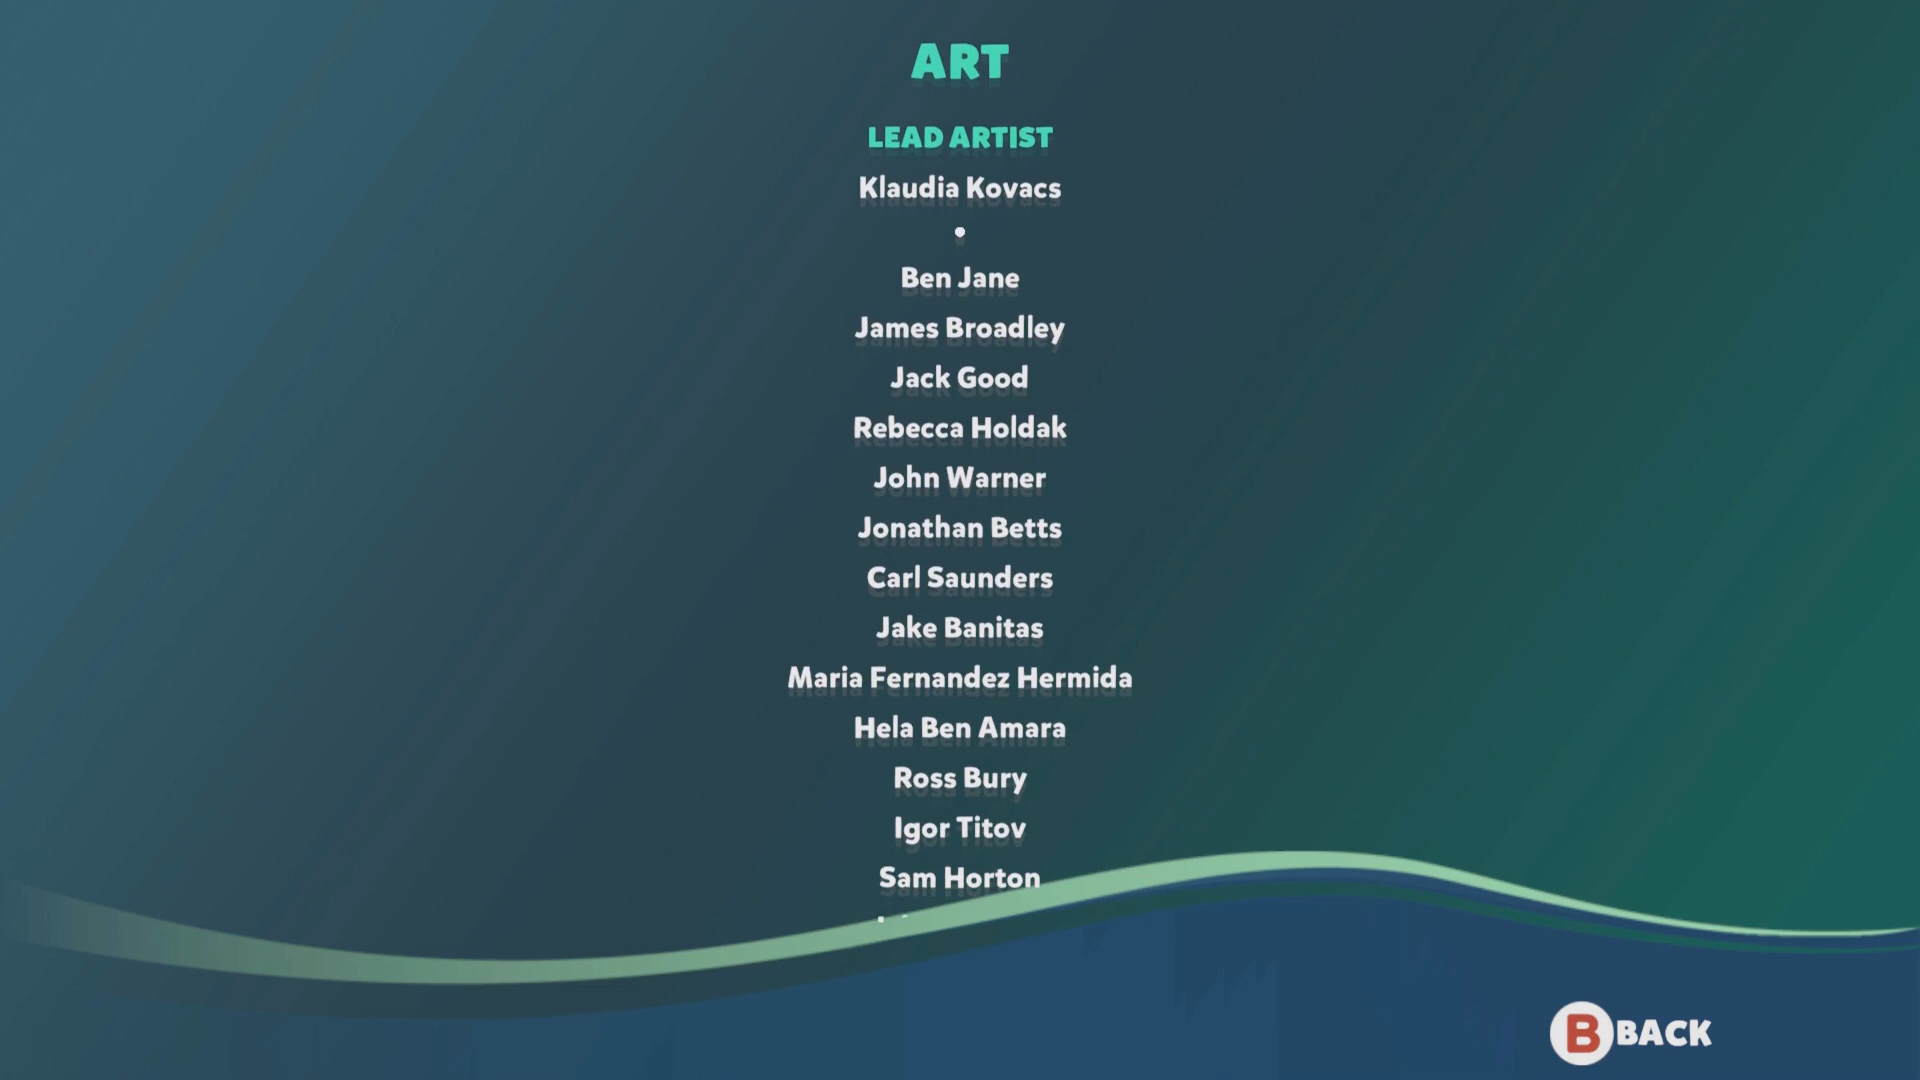 ART
LEAD ARTIST
Klaudia Kovacs
•
Ben Jane
James Broadley
Jack Good
Rebecca Holdak
John Warner
Jonathan Betts
Carl Saunders
Jake Banitas
Maria Fernandez Hermida
Hela Ben Amara
Ross Bury
Igor Titov
Sam Horton
B BACK